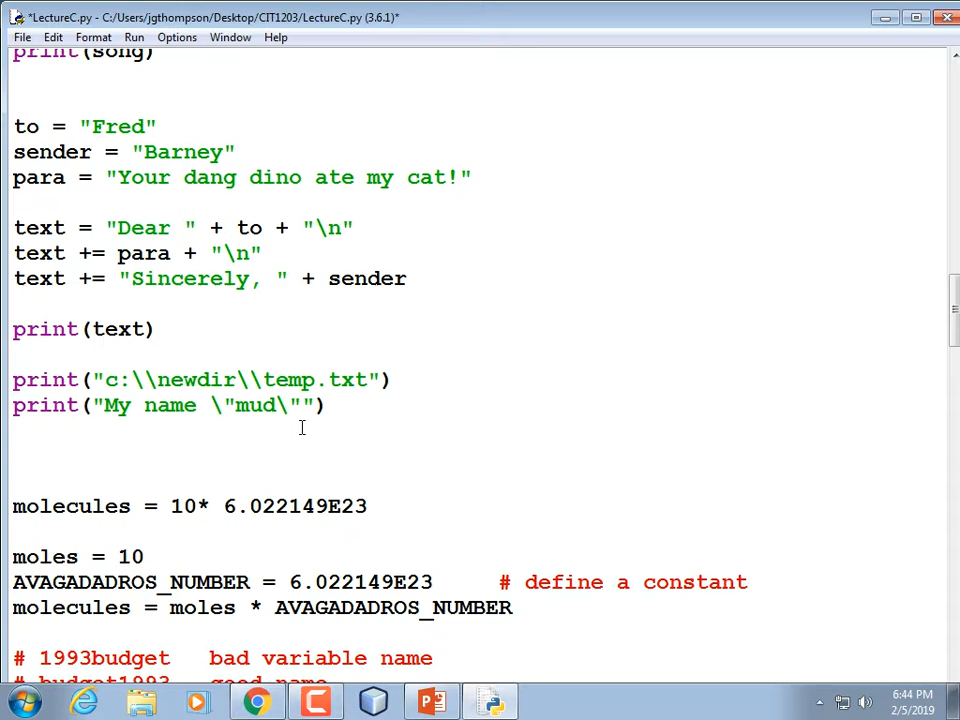 *LectureC.py - C:/Users/jgthompson/Desktop/CIT1203/LectureC.py (3.6.1)*
File Edit Format Run Options Window Help
print(song)
to = "Fred"
sender = "Barney"
para = "Your dang dino ate my cat!"
text = "Dear " + to + "\n"
text += para + "\n"
text += "Sincerely, " + sender
print(text)
print("c:\\newdir\\temp.txt")
print("My name \"mud\"")
molecules = 10* 6.022149E23
moles = 10
AVAGADADROS_NUMBER = 6.022149E23 # define a constant
molecules = moles * AVAGADADROS_NUMBER
# 1993budget bad variable name
# budget1993 good name
6:44 PM
2/5/2019